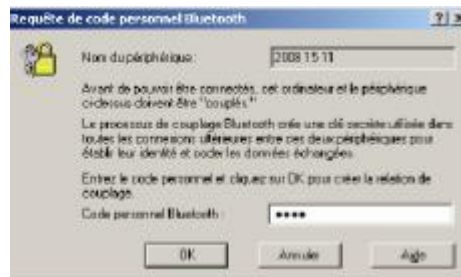 Requête de code personnel Bluetooth
Nom du périphérique :
2008 15 11
Avant de pouvoir être connectés, cet ordinateur et le périphérique
ci-dessus doivent être "couplés."
Le processus de couplage Bluetooth crée une clé secrète utilisée dans
toutes les connexions ultérieures entre ces deux périphériques pour
établir leur identité et coder les données échangées.
Entrez le code personnel et cliquez sur OK pour créer la relation de
couplage.
Code personnel Bluetooth :
OK
Annuler
Aide